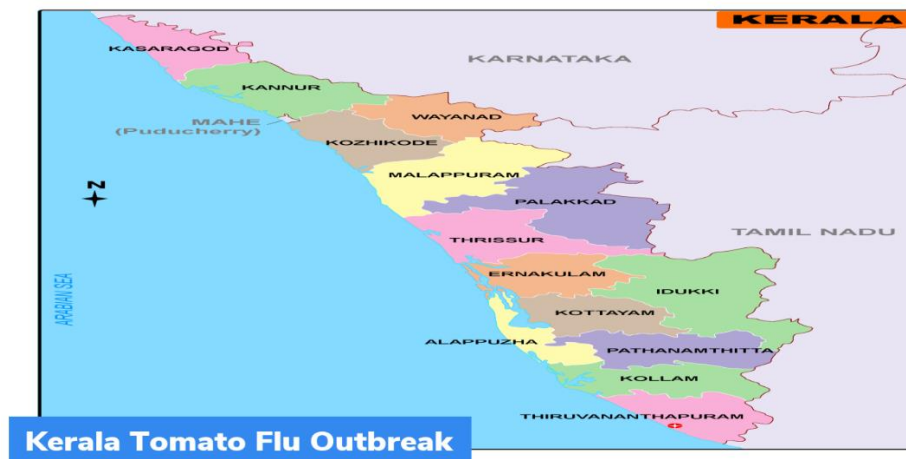 KERALA
KASARAGOD
KARNATAKA
KANNUR
MAHE
(Puducherry)
WAYANAD
KOZHIKODE
MALAPPURAM
N
PALAKKAD
TAMIL NADU
THRISSUR
ERNAKULAM
IDUKKI
ARABIAN SEA
KOTTAYAM
ALAPPUZHA
PATHANAMTHITTA
KOLLAM
THIRUVANANTHAPURAM
Kerala Tomato Flu Outbreak